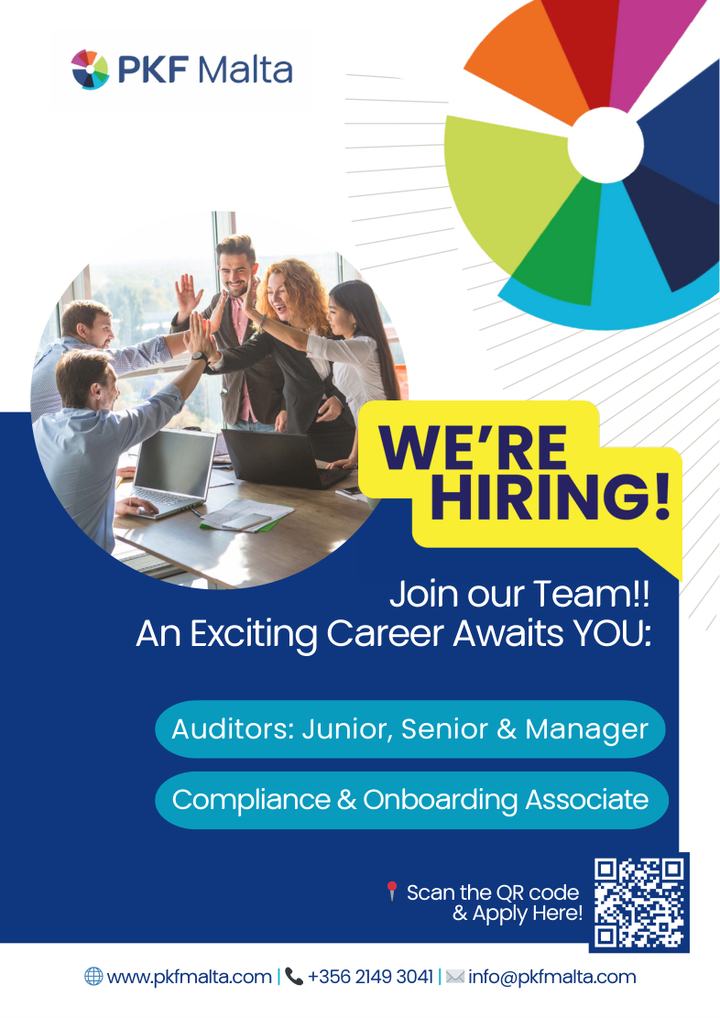 PKF Malta
WE'RE
HIRING!
Join our Team!!
An Exciting Career Awaits YOU:
Auditors: Junior, Senior & Manager
Compliance & Onboarding Associate
Scan the QR code
& Apply Here!
www.pkfmalta.com | +356 2149 3041 | info@pkfmalta.com